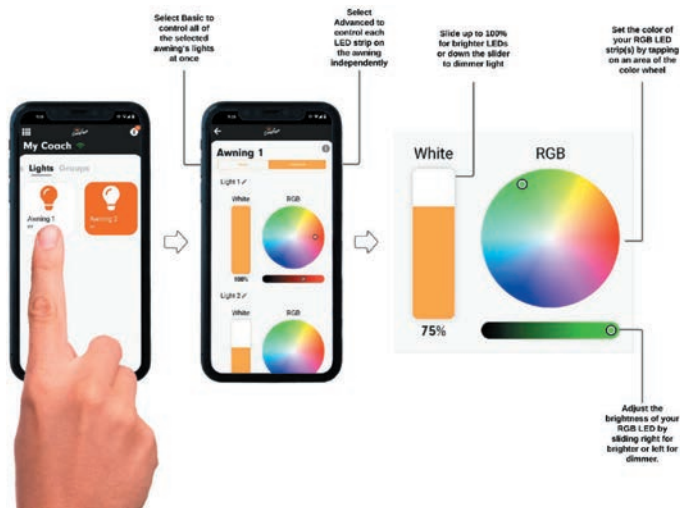 Select Basic to
control all of
the selected
awning's lights
at once
Select
Advanced to
control each
LED strip on
the awning
independently
Slide up to 100%
for brighter LEDs
or down the slider
to dimmer light
Set the color of
your RGB LED
strip(s) by tapping
on an area of the
color wheel
My Coach
Lights Groups
Awning 1
Awning 2
Awning 1
Light 1
White RGB
100%
Light 2
White RGB
White RGB
75%
Adjust the
brightness of your
RGB LED by
sliding right for
brighter or left for
dimmer.